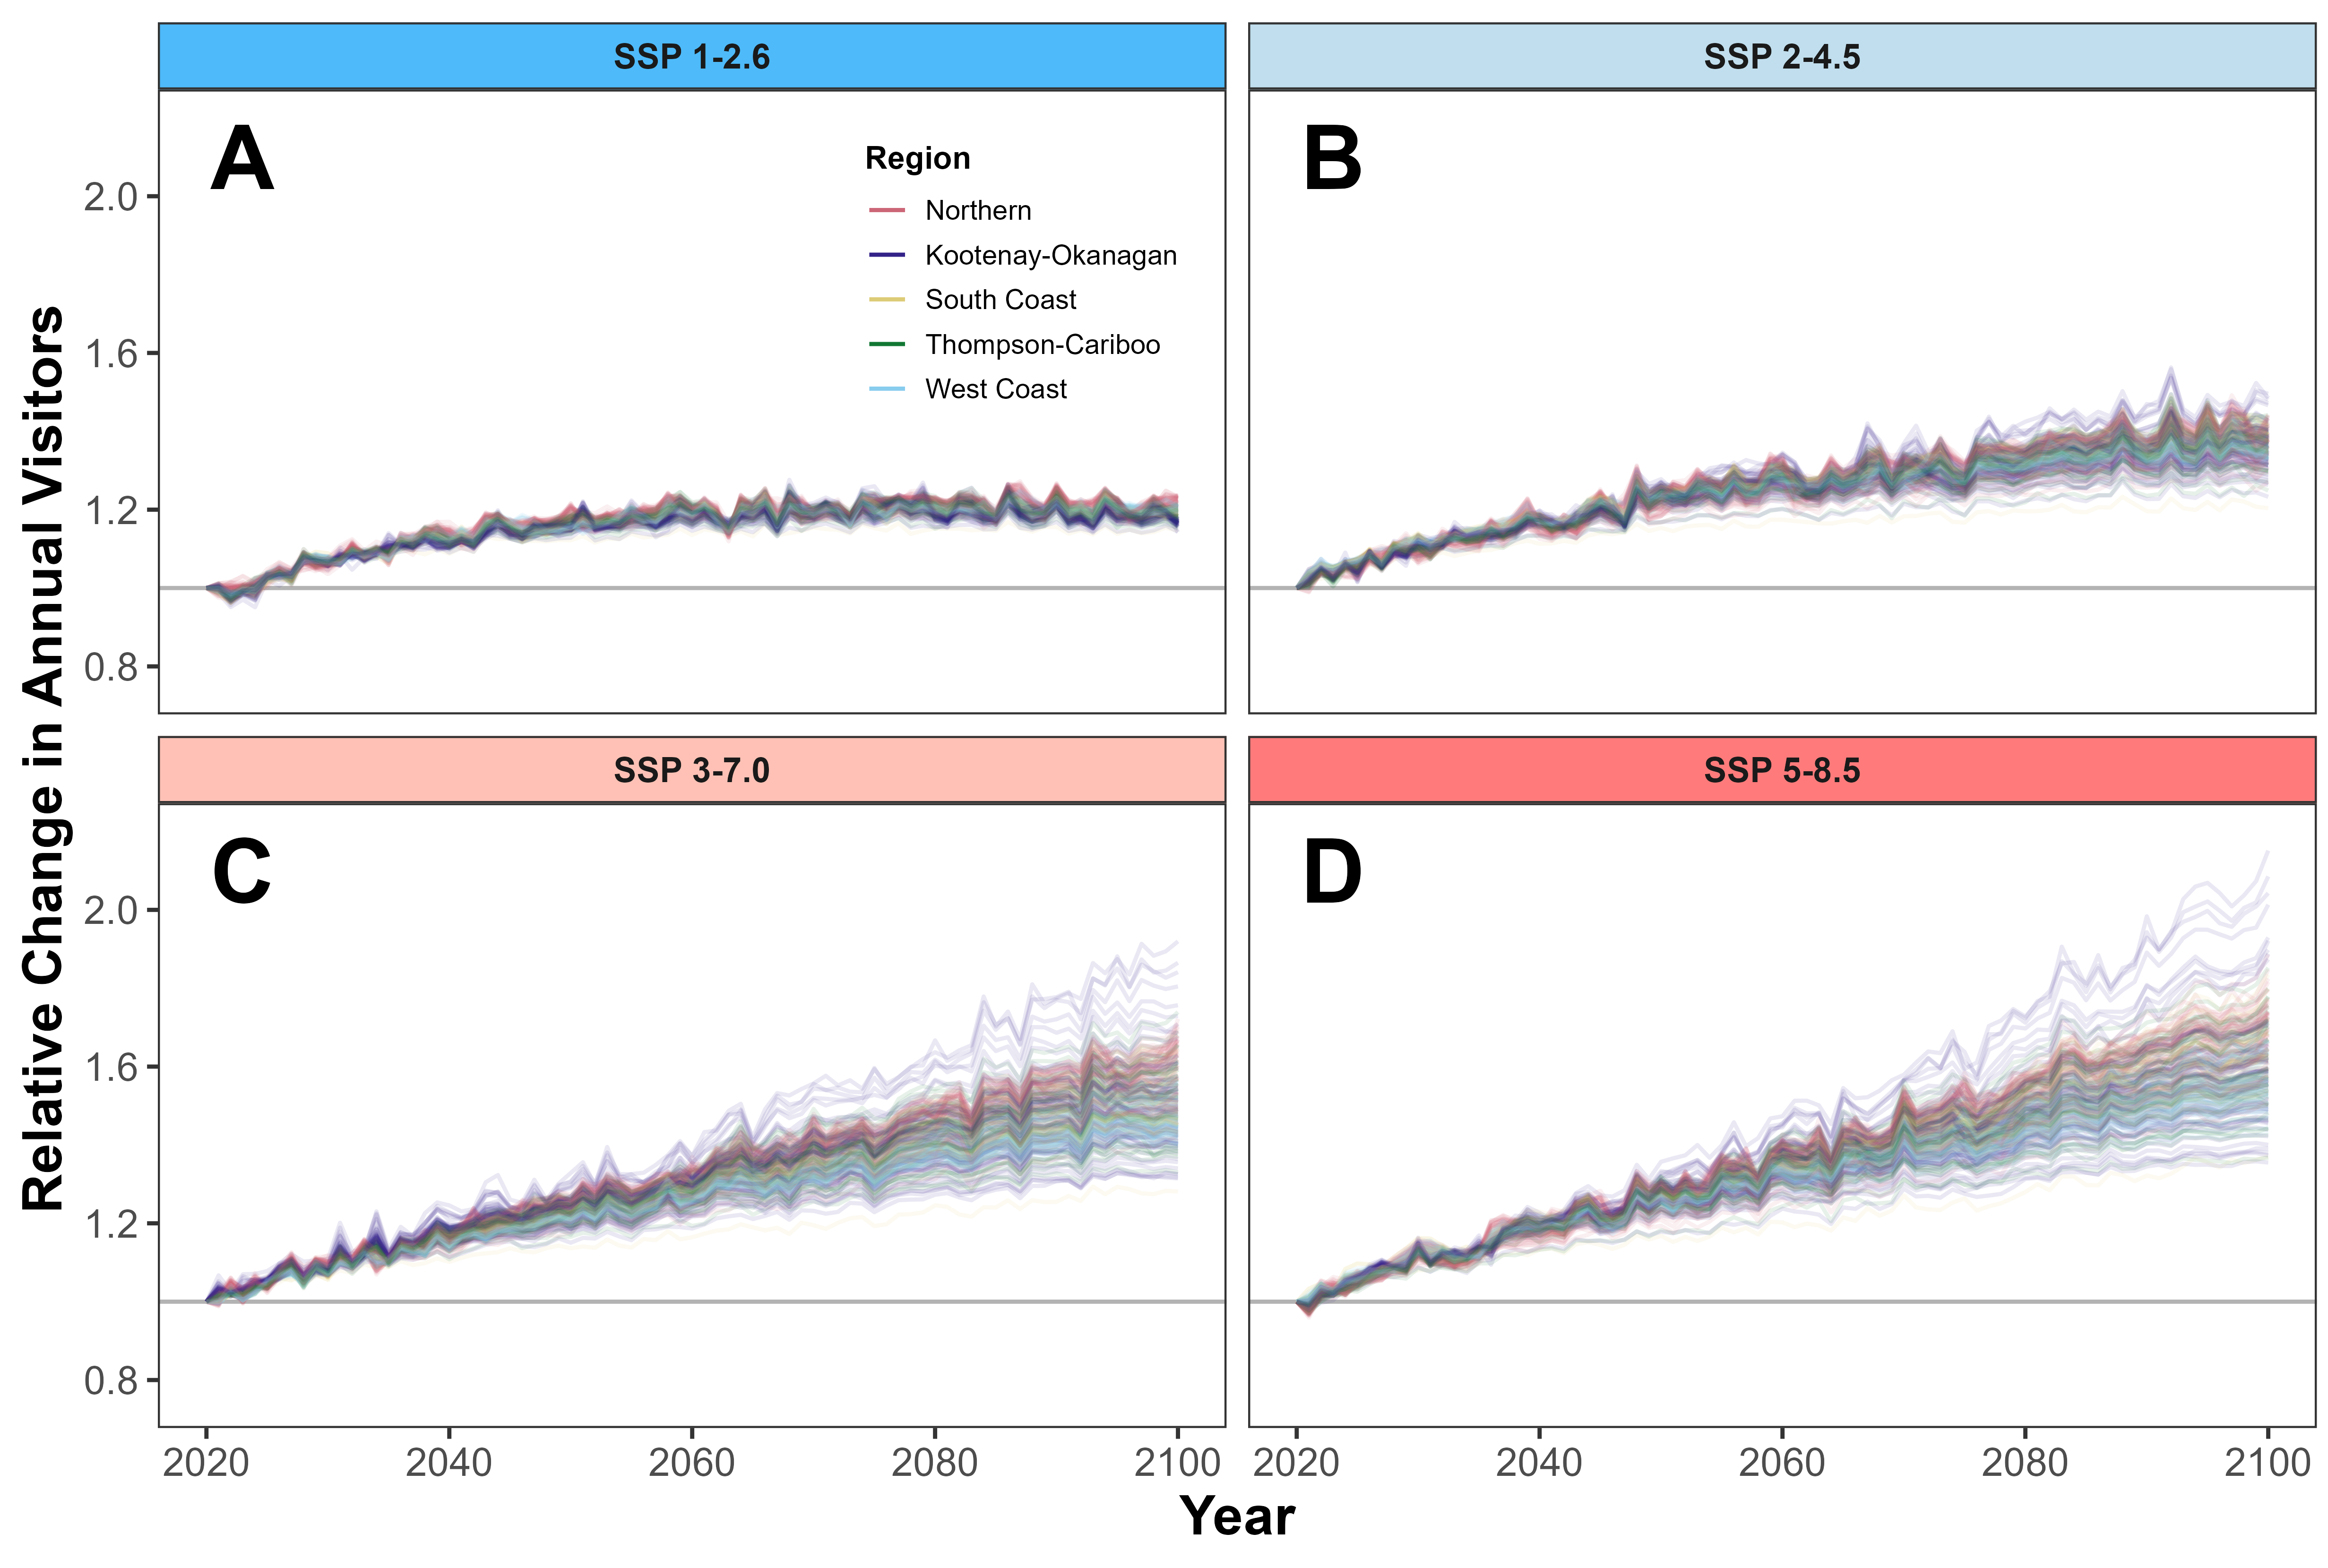 SSP 1-2.6
SSP 2-4.5
A
B
Region
Northern
Kootenay-Okanagan
South Coast
Thompson-Cariboo
West Coast
2.0
1.6
1.2
0.8
SSP 3-7.0
SSP 5-8.5
C
D
2.0
1.6
1.2
0.8
2020 2040 2060 2080 2100
2020 2040 2060 2080 2100
Year
Relative Change in Annual Visitors